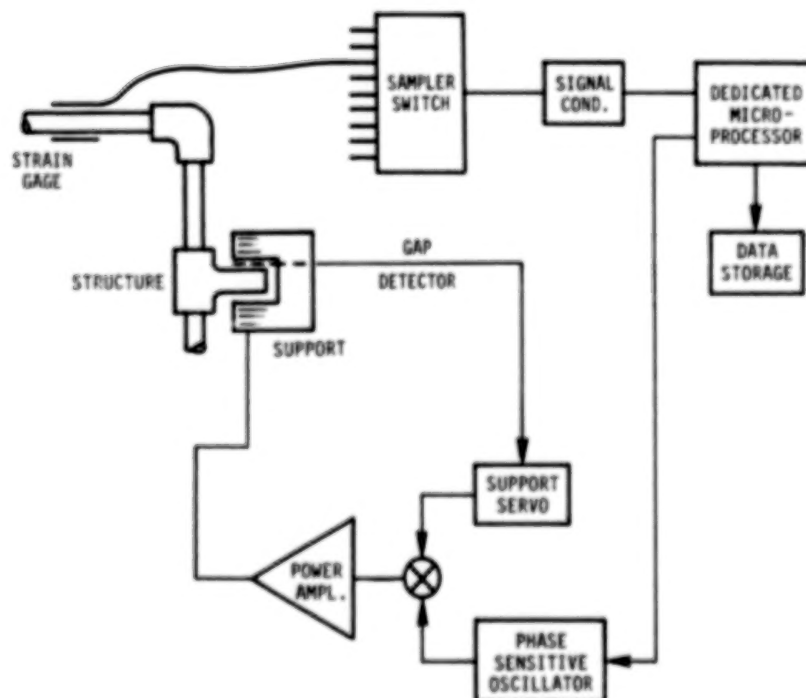 SAMPLER
SWITCH
SIGNAL
COND.
DEDICATED
MICRO-
PROCESSOR
STRAIN
GAGE
DATA
STORAGE
GAP
DETECTOR
STRUCTURE
SUPPORT
SUPPORT
SERVO
POWER
AMPL.
PHASE
SENSITIVE
OSCILLATOR